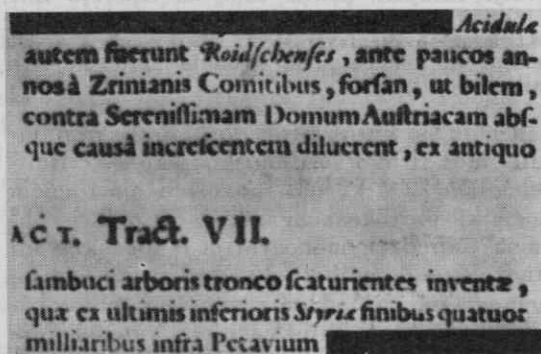 Acidulæ
autem fuerunt Roidſchenſes, ante paucos an-
nos à Zrinianis Comitibus, forſan, ut bilem,
contra Sereniſſimam Domum Auſtriacam abſ-
que causâ increſcentem diluerent, ex antiquo
ACT. Tract. VII.
ſambuci arboris tronco ſcaturientes inventæ,
quæ ex ultimis inferioris Styriæ finibus quatuor
milliaribus infra Petavium